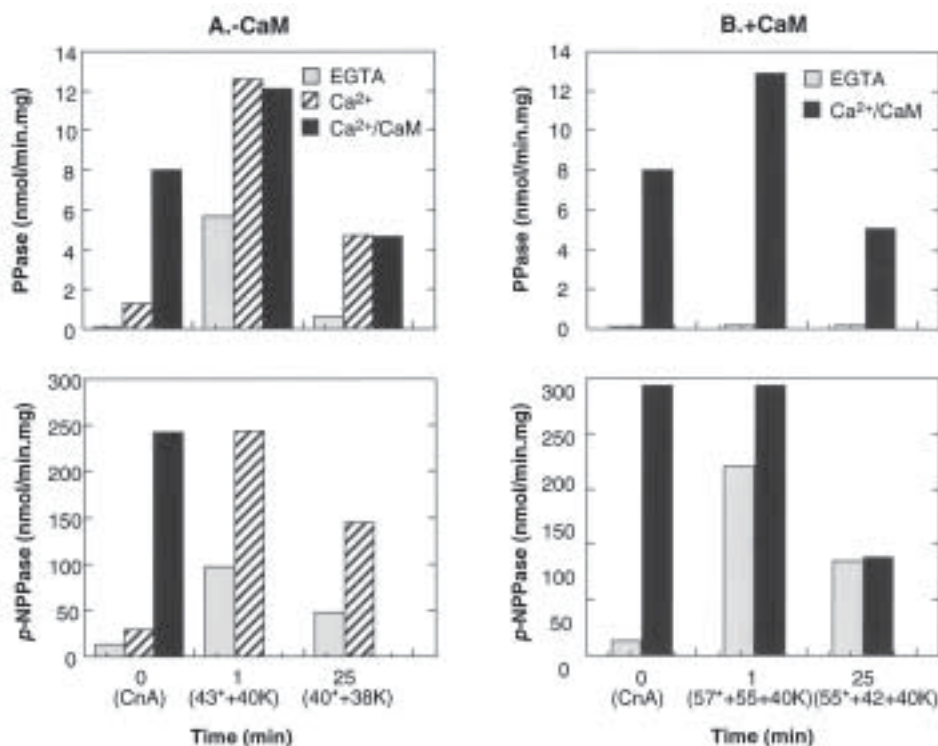 A.-CaM
PPase (nmol/min.mg)
14
12
10
8
6
4
2
0
EGTA
Ca²⁺
Ca²⁺/CaM
B.+CaM
PPase (nmol/min.mg)
14
12
10
8
6
4
2
0
EGTA
Ca²⁺/CaM
p-NPPase (nmol/min.mg)
300
250
200
150
100
50
0
0 1 25
(CnA) (43*+40K) (40*+38K)
Time (min)
p-NPPase (nmol/min.mg)
300
250
200
150
100
50
0
0 1 25
(CnA) (57*+55+40K) (55*+42+40K)
Time (min)